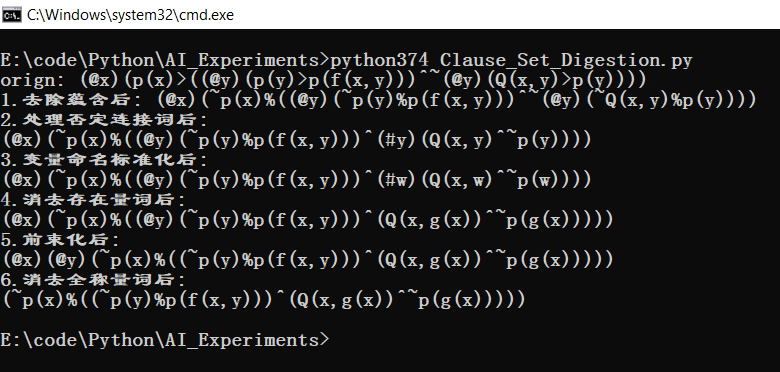 C:\Windows\system32\cmd.exe
E:\code\Python\AI_Experiments>python374 Clause_Set_Digestion.py
orign: (@x)(p(x)>((@y)(p(y)>p(f(x,y)))^~(@y)(Q(x,y)>p(y))))
1.去除蕴含后: (@x)(~p(x)%((@y)(~p(y)%p(f(x,y)))^~(@y)(~Q(x,y)%p(y))))
2.处理否定连接词后:
(@x)(~p(x)%((@y)(~p(y)%p(f(x,y)))^(#y)(Q(x,y)^~p(y))))
3.变量命名标准化后:
(@x)(~p(x)%((@y)(~p(y)%p(f(x,y)))^(#w)(Q(x,w)^~p(w))))
4.消去存在量词后:
(@x)(~p(x)%((@y)(~p(y)%p(f(x,y)))^(Q(x,g(x))^~p(g(x)))))
5.前束化后:
(@x)(@y)(~p(x)%((~p(y)%p(f(x,y)))^(Q(x,g(x))^~p(g(x)))))
6.消去全称量词后:
(~p(x)%((~p(y)%p(f(x,y)))^(Q(x,g(x))^~p(g(x)))))
E:\code\Python\AI_Experiments>